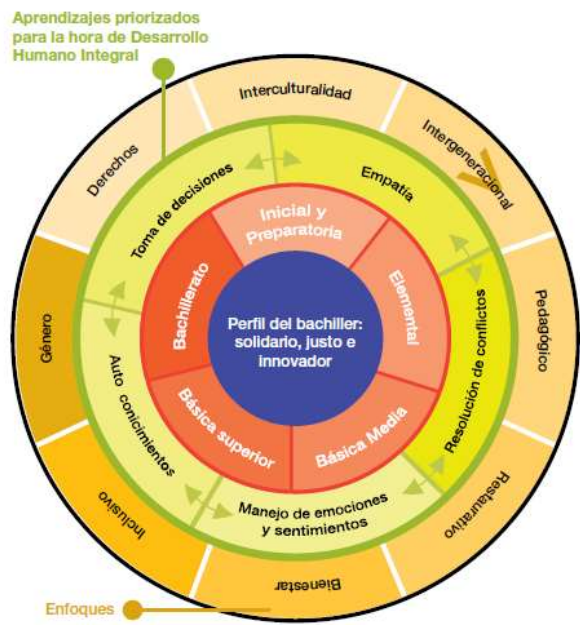 Aprendizajes priorizados
para la hora de Desarrollo
Humano Integral
Interculturalidad
Intergeneracional
Pedagógico
Restaurativo
Bienestar
Inclusivo
Género
Derechos
Toma de decisiones
Empatía
Resolución de conflictos
Manejo de emociones
y sentimientos
Auto conicimientos
Inicial y
Preparatoria
Elemental
Básica Media
Básica superior
Bachillerato
Perfil del bachiller:
solidario, justo e
innovador
Enfoques